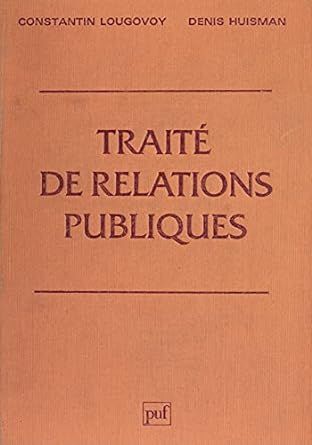 CONSTANTIN LOUGOVOY DENIS HUISMAN
TRAITÉ
DE RELATIONS
PUBLIQUES
puf